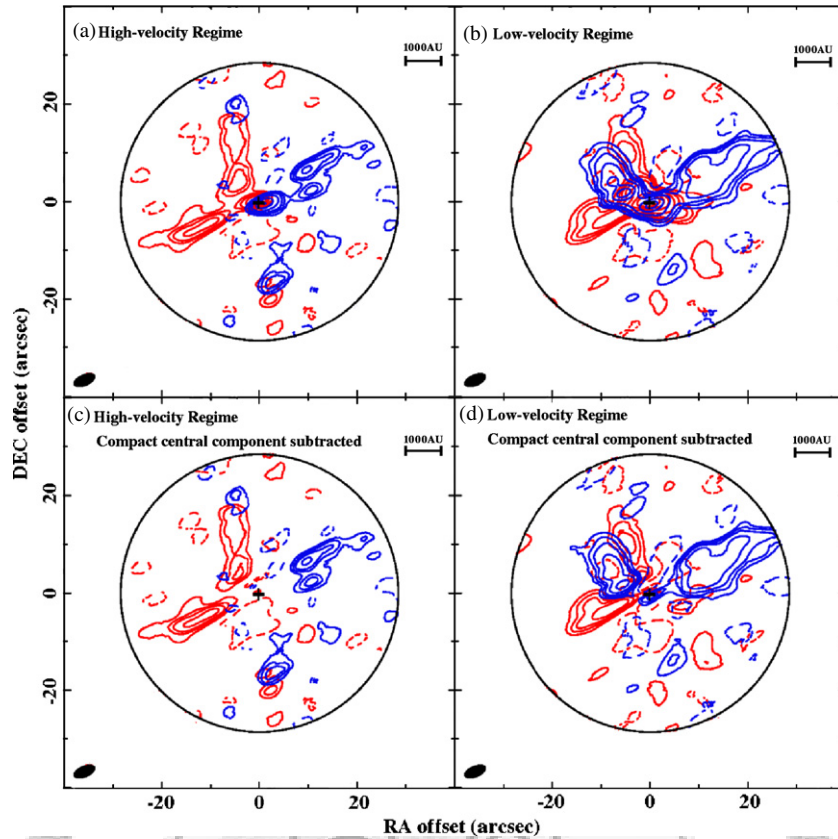 (a) High-velocity Regime
1000AU
(b) Low-velocity Regime
1000AU
20
0
-20
(c) High-velocity Regime
Compact central component subtracted
1000AU
(d) Low-velocity Regime
Compact central component subtracted
1000AU
20
0
-20
DEC offset (arcsec)
-20 0 20 -20 0 20
RA offset (arcsec)